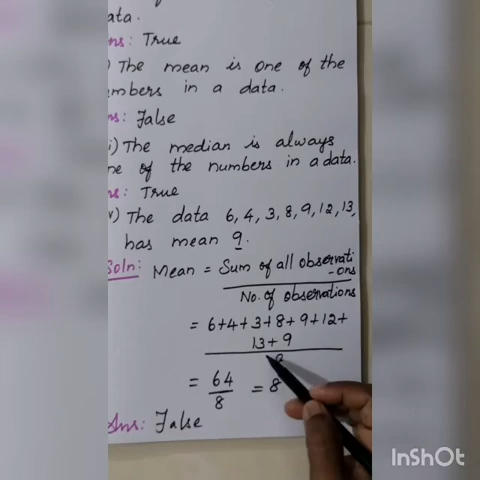 ata.
ns: True
) The mean is one of the
umbers in a data.
ns: False
i) The median is always
ne of the numbers in a data.
ns: True
v) The data 6, 4, 3, 8, 9, 12, 13,
has mean 9.
Soln: Mean = Sum of all observati
-ons
No. of observations
= 6+4+3+8+9+12+
13+9
8
= 64
8
= 8
Ans: False
InShOt